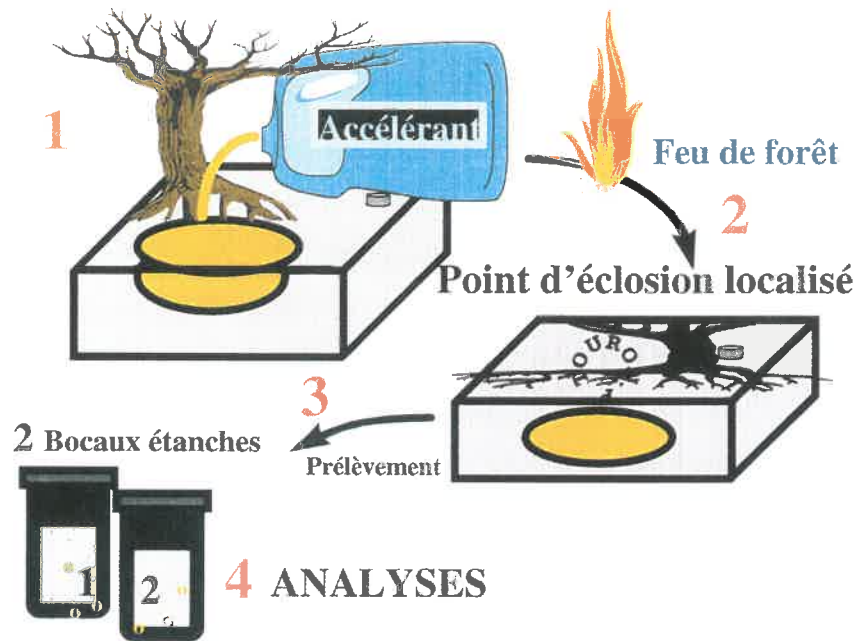 1
Accélérant
Feu de forêt
2
Point d'éclosion localisé
3
2 Bocaux étanches
Prélèvement
1
2
4 ANALYSES